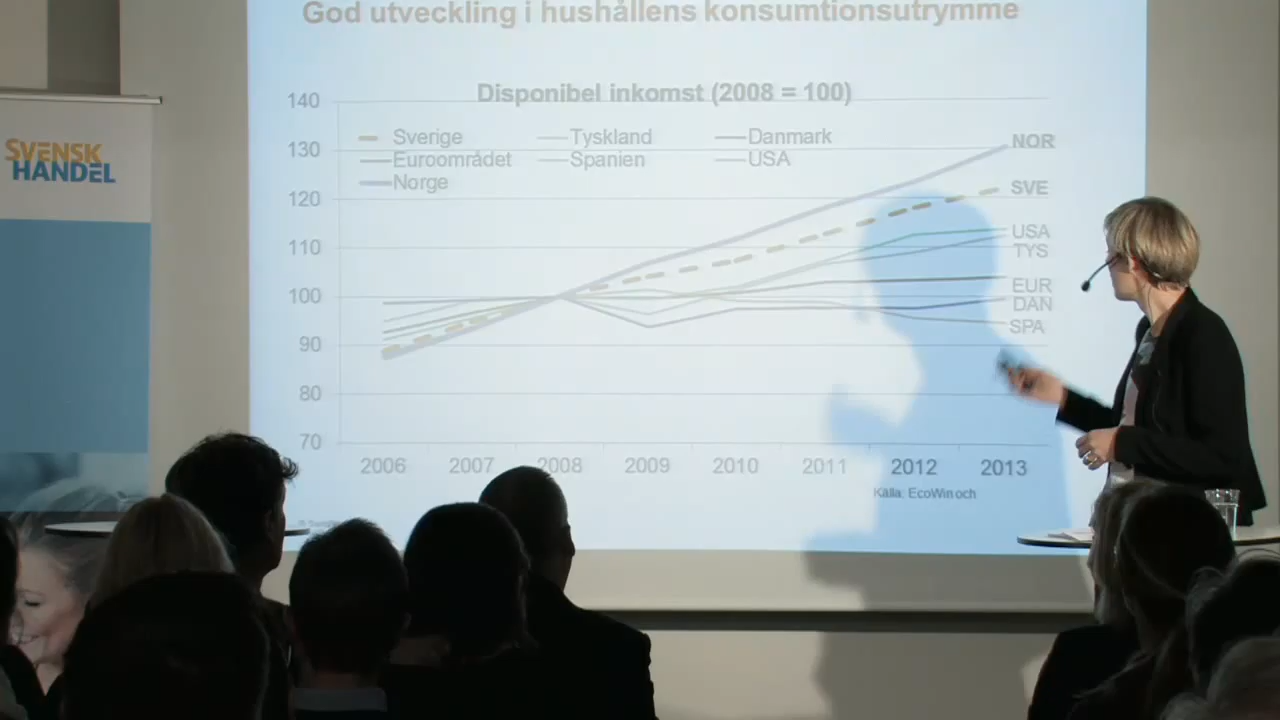 God utveckling i hushållens konsumtionsutrymme
Disponibel inkomst (2008 = 100)
SVENSK
HANDEL
140
130
120
110
100
90
80
70
Sverige Tyskland Danmark
Euroområdet Spanien USA
Norge
NOR
SVE
USA
TYS
EUR
DAN
SPA
2006 2007 2008 2009 2010 2011 2012 2013
Källa: EcoWin och